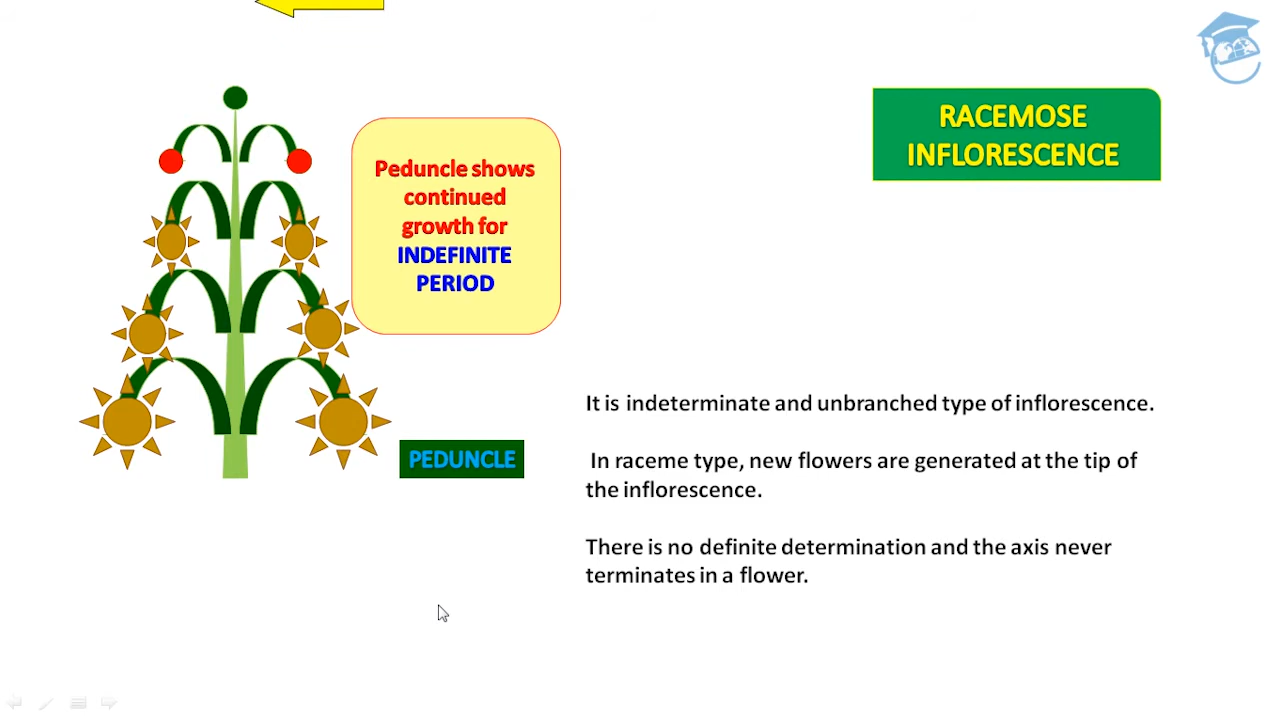 RACEMOSE
INFLORESCENCE
Peduncle shows
continued
growth for
INDEFINITE
PERIOD
PEDUNCLE
It is indeterminate and unbranched type of inflorescence.
In raceme type, new flowers are generated at the tip of
the inflorescence.
There is no definite determination and the axis never
terminates in a flower.